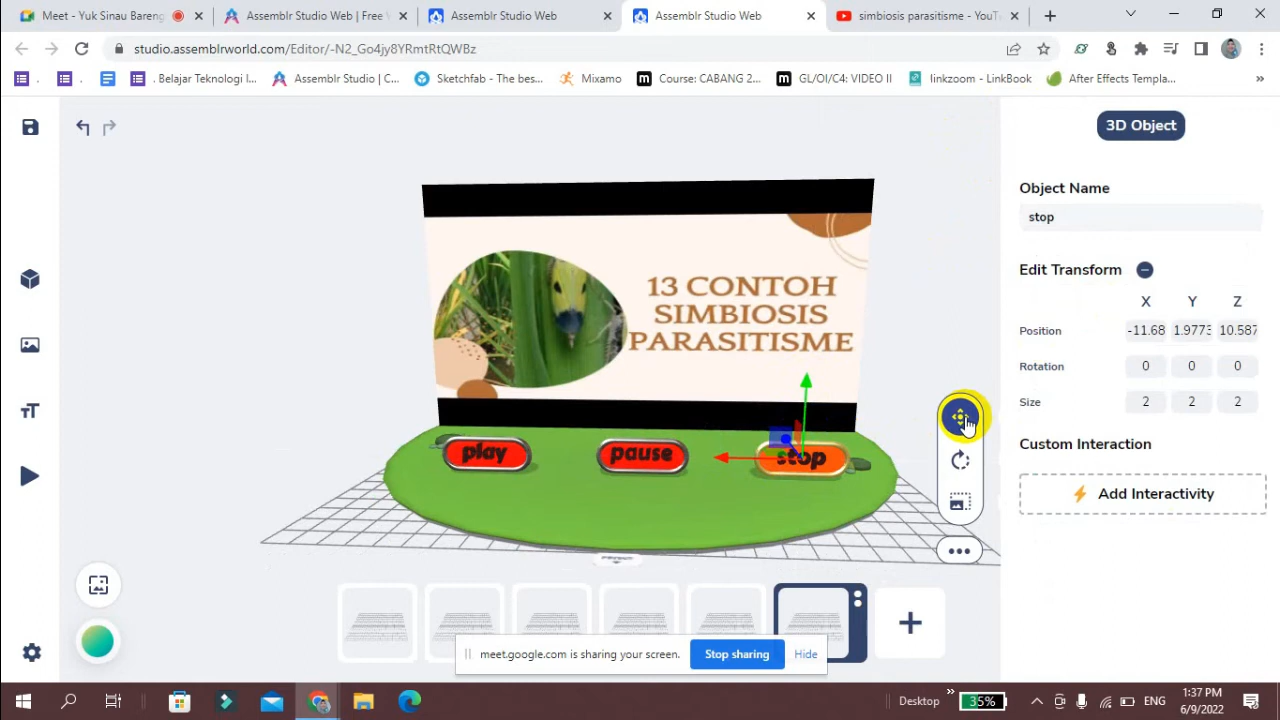 Meet - Yuk Sinau Bareng
Assemblr Studio Web | Free V
Assemblr Studio Web
Assemblr Studio Web
simbiosis parasitisme - YouT
studio.assemblrworld.com/Editor/-N2_Go4jy8YRmtRtQWBz
. . . Belajar Teknologi I... Assemblr Studio | C... Sketchfab - The bes... Mixamo Course: CABANG 2... GL/OI/C4: VIDEO II linkzoom - LinkBook After Effects Templa... »
3D Object
Object Name
stop
Edit Transform
X Y Z
Position -11.68 1.9773 10.587
Rotation 0 0 0
Size 2 2 2
Custom Interaction
Add Interactivity
13 CONTOH
SIMBIOSIS
PARASITISME
play pause stop
meet.google.com is sharing your screen. Stop sharing Hide
Desktop » 35% ENG
1:37 PM
6/9/2022